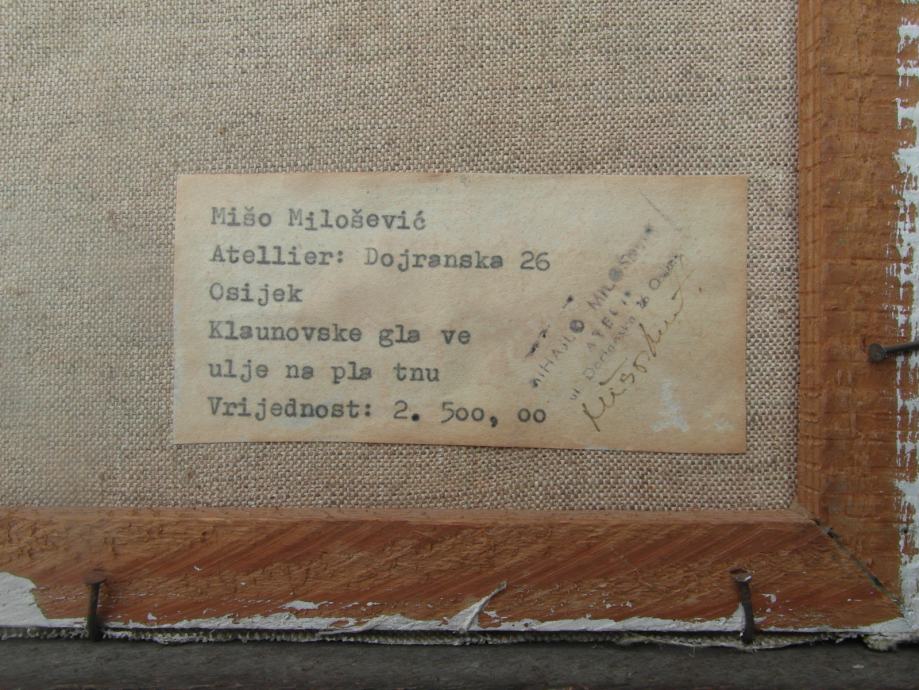 Mišo Milošević
Atellier: Dojranska 26
Osijek
Klaunovske gla ve
ulje na pla tnu
Vrijednost: 2. 5oo, oo